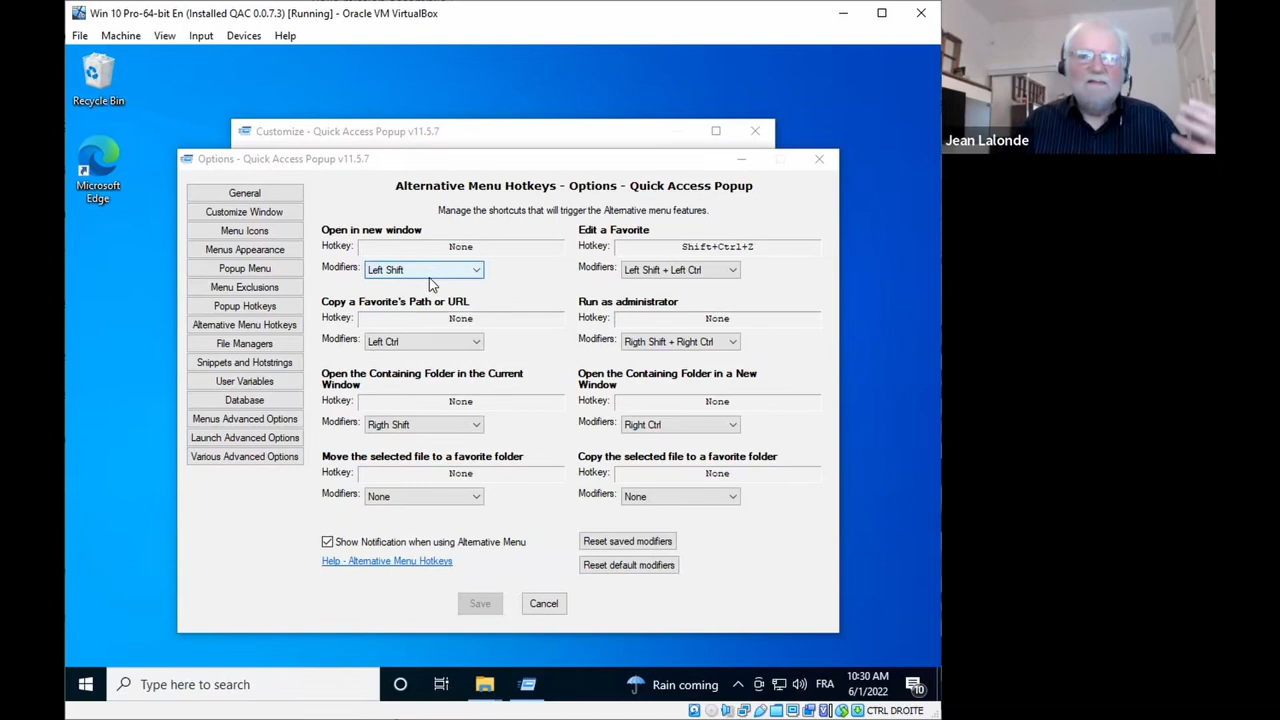 Win 10 Pro-64-bit En (Installed QAC 0.0.7.3) [Running] - Oracle VM VirtualBox
File Machine View Input Devices Help
Recycle Bin
Microsoft
Edge
Jean Lalonde
Customize - Quick Access Popup v11.5.7
Options - Quick Access Popup v11.5.7
General
Customize Window
Menu Icons
Menus Appearance
Popup Menu
Menu Exclusions
Popup Hotkeys
Alternative Menu Hotkeys
File Managers
Snippets and Hotstrings
User Variables
Database
Menus Advanced Options
Launch Advanced Options
Various Advanced Options
Alternative Menu Hotkeys - Options - Quick Access Popup
Manage the shortcuts that will trigger the Alternative menu features.
Open in new window
Hotkey: None
Modifiers: Left Shift
Edit a Favorite
Hotkey: Shift+Ctrl+Z
Modifiers: Left Shift + Left Ctrl
Copy a Favorite's Path or URL
Hotkey: None
Modifiers: Left Ctrl
Run as administrator
Hotkey: None
Modifiers: Rigth Shift + Right Ctrl
Open the Containing Folder in the Current
Window
Hotkey: None
Modifiers: Rigth Shift
Open the Containing Folder in a New
Window
Hotkey: None
Modifiers: Right Ctrl
Move the selected file to a favorite folder
Hotkey: None
Modifiers: None
Copy the selected file to a favorite folder
Hotkey: None
Modifiers: None
Show Notification when using Alternative Menu
Help - Alternative Menu Hotkeys
Reset saved modifiers
Reset default modifiers
Save Cancel
Type here to search
Rain coming
FRA
10:30 AM
6/1/2022
10
CTRL DROITE